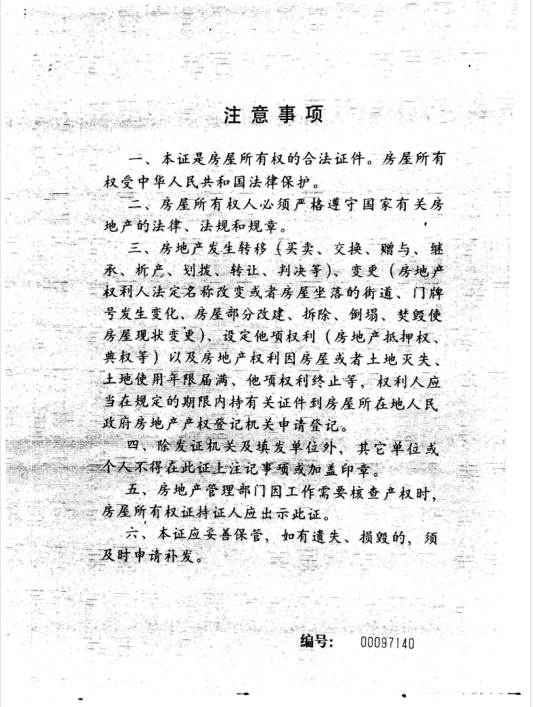 注意事项
一、本证是房屋所有权的合法证件。房屋所有
权受中华人民共和国法律保护。
二、房屋所有权人必须严格遵守国家有关房
地产的法律、法规和规章。
三、房地产发生转移（买卖、交换、赠与、继
承、析产、划拨、转让、判决等）、变更（房地产
权利人法定名称改变或者房屋坐落的街道、门牌
号发生变化，房屋部分改建、拆除、倒塌、焚毁使
房屋现状变更）、设定他项权利（房地产抵押权、
典权等）以及房地产权利因房屋或者土地灭失、
土地使用年限届满、他项权利终止等，权利人应
当在规定的期限内持有关证件到房屋所在地人民
政府房地产产权登记机关申请登记。
四、除发证机关及填发单位外，其它单位或
个人不得在此证上注记事项或加盖印章。
五、房地产管理部门因工作需要核查产权时，
房屋所有权证持证人应出示此证。
六、本证应妥善保管，如有遗失、损毁的，须
及时申请补发。
编号： 00097140